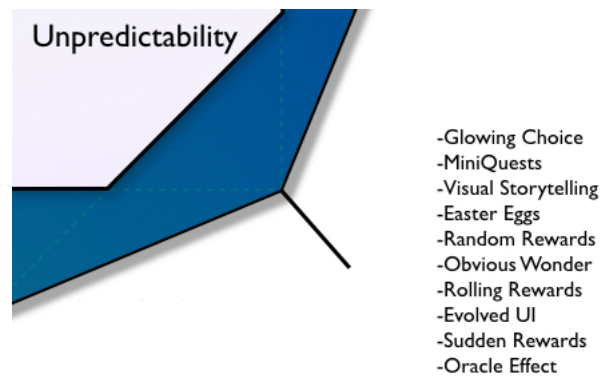 Unpredictability
-Glowing Choice
-MiniQuests
-Visual Storytelling
-Easter Eggs
-Random Rewards
-Obvious Wonder
-Rolling Rewards
-Evolved UI
-Sudden Rewards
-Oracle Effect